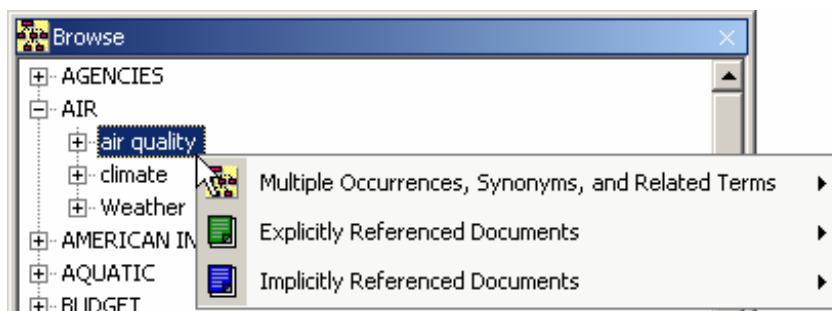 Browse
AGENCIES
AIR
air quality
climate
Multiple Occurrences, Synonyms, and Related Terms
Weather
AMERICAN IN
Explicitly Referenced Documents
AQUATIC
Implicitly Referenced Documents
BUDGET